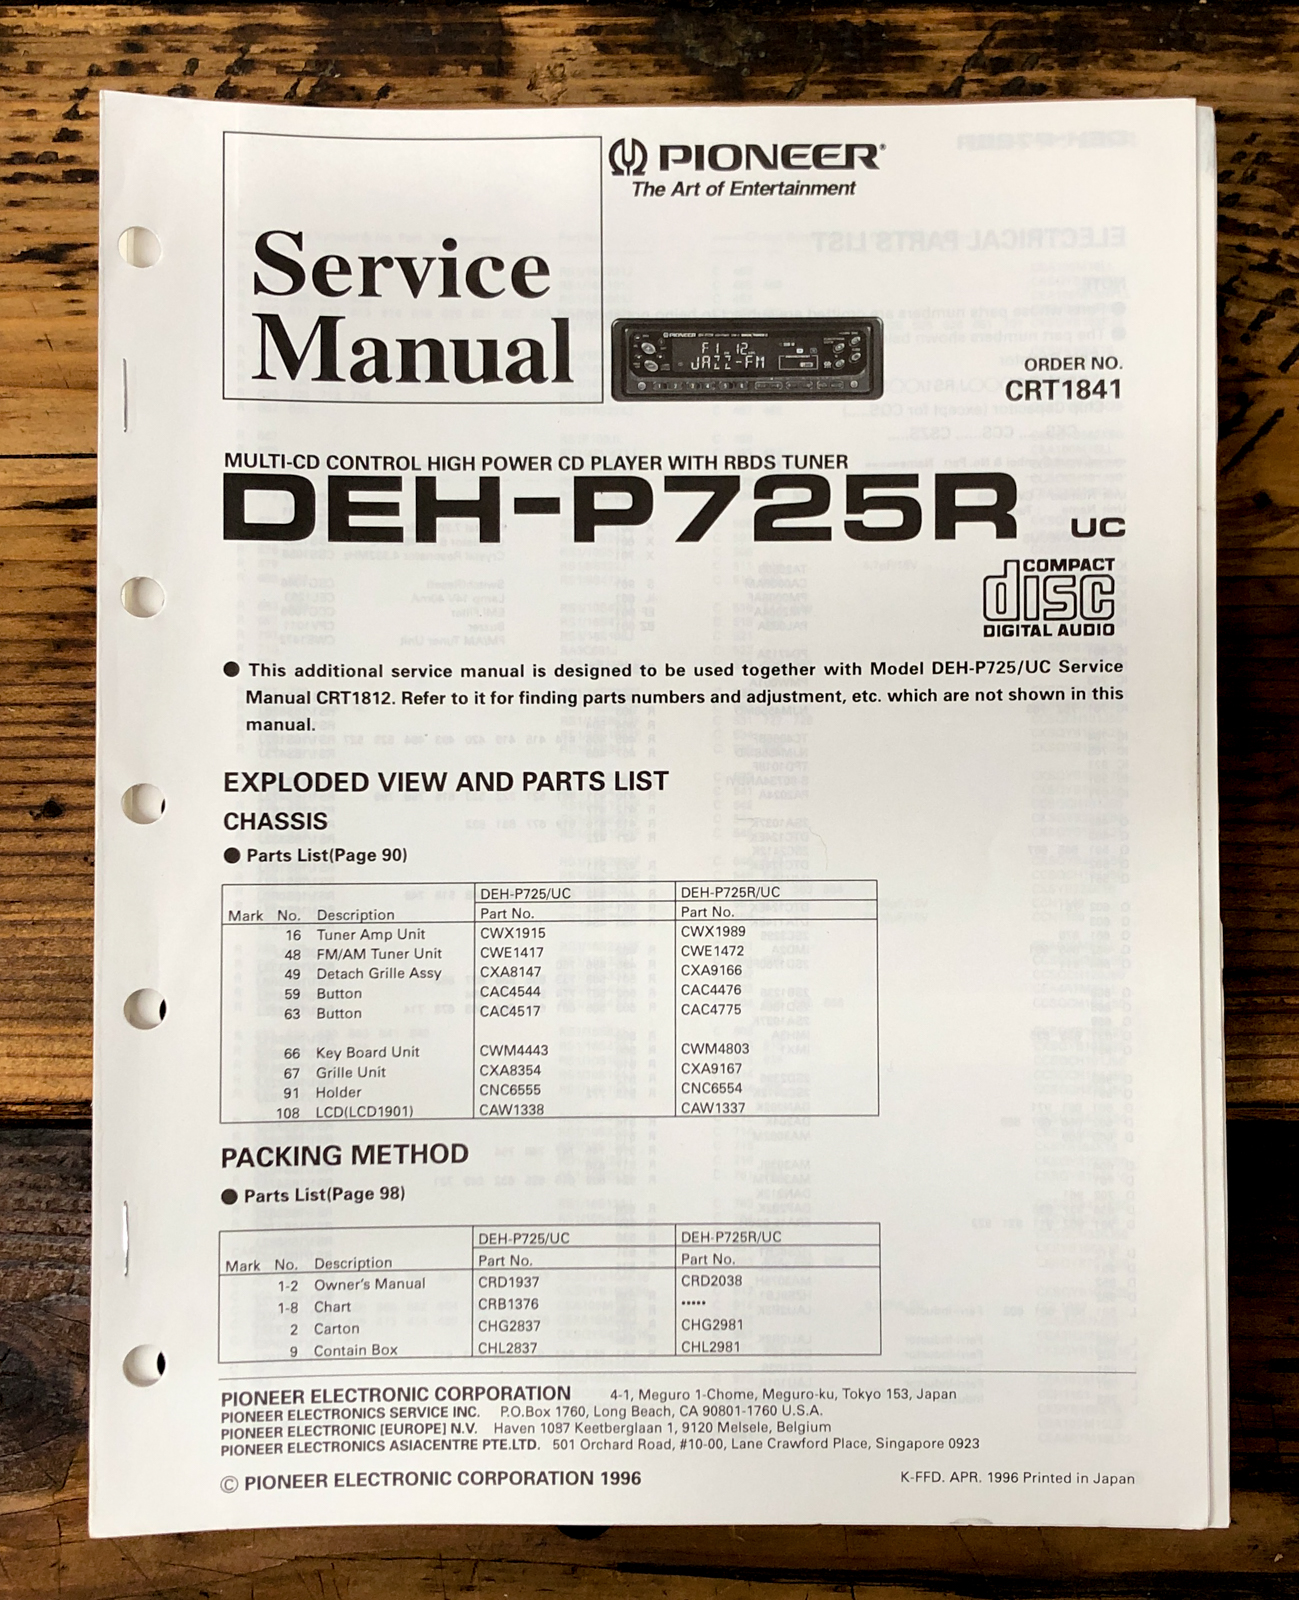 PIONEER®
The Art of Entertainment
Service
Manual
PIONEER
F1 12
JAZZ-FM
ORDER NO.
CRT1841
MULTI-CD CONTROL HIGH POWER CD PLAYER WITH RBDS TUNER
DEH-P725R UC
COMPACT
disc
DIGITAL AUDIO
● This additional service manual is designed to be used together with Model DEH-P725/UC Service
Manual CRT1812. Refer to it for finding parts numbers and adjustment, etc. which are not shown in this
manual.
EXPLODED VIEW AND PARTS LIST
CHASSIS
● Parts List(Page 90)
DEH-P725/UC DEH-P725R/UC
Mark No. Description Part No. Part No.
16 Tuner Amp Unit CWX1915 CWX1989
48 FM/AM Tuner Unit CWE1417 CWE1472
49 Detach Grille Assy CXA8147 CXA9166
59 Button CAC4544 CAC4476
63 Button CAC4517 CAC4775
66 Key Board Unit CWM4443 CWM4803
67 Grille Unit CXA8354 CXA9167
91 Holder CNC6555 CNC6554
108 LCD(LCD1901) CAW1338 CAW1337
PACKING METHOD
● Parts List(Page 98)
DEH-P725/UC DEH-P725R/UC
Mark No. Description Part No. Part No.
1-2 Owner's Manual CRD1937 CRD2038
1-8 Chart CRB1376 •••••
2 Carton CHG2837 CHG2981
9 Contain Box CHL2837 CHL2981
PIONEER ELECTRONIC CORPORATION 4-1, Meguro 1-Chome, Meguro-ku, Tokyo 153, Japan
PIONEER ELECTRONICS SERVICE INC. P.O.Box 1760, Long Beach, CA 90801-1760 U.S.A.
PIONEER ELECTRONIC [EUROPE] N.V. Haven 1087 Keetberglaan 1, 9120 Melsele, Belgium
PIONEER ELECTRONICS ASIACENTRE PTE.LTD. 501 Orchard Road, #10-00, Lane Crawford Place, Singapore 0923
© PIONEER ELECTRONIC CORPORATION 1996
K-FFD. APR. 1996 Printed in Japan